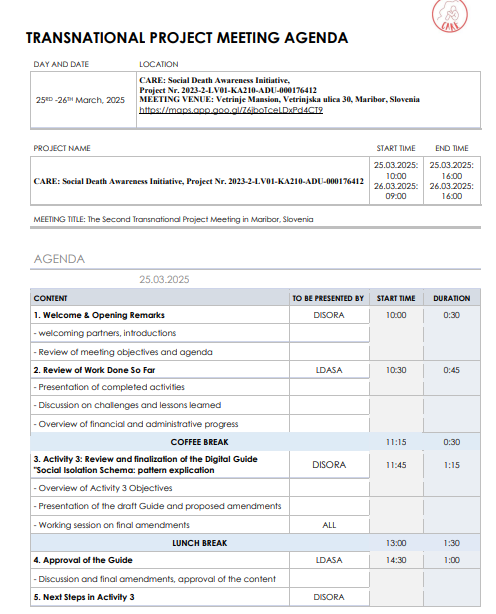 CARE
TRANSNATIONAL PROJECT MEETING AGENDA
DAY AND DATE LOCATION
25RD -26TH March, 2025
CARE: Social Death Awareness Initiative,
Project Nr. 2023-2-LV01-KA210-ADU-000176412
MEETING VENUE: Vetrinje Mansion, Vetrinjska ulica 30, Maribor, Slovenia
https://maps.app.goo.gl/Z6jboTceLDxPd4CT9
PROJECT NAME START TIME END TIME
CARE: Social Death Awareness Initiative, Project Nr. 2023-2-LV01-KA210-ADU-000176412
25.03.2025: 25.03.2025:
10:00 16:00
26.03.2025: 26.03.2025:
09:00 16:00
MEETING TITLE: The Second Transnational Project Meeting in Maribor, Slovenia
AGENDA
25.03.2025
CONTENT TO BE PRESENTED BY START TIME DURATION
1. Welcome & Opening Remarks DISORA 10:00 0:30
- welcoming partners, introductions
- Review of meeting objectives and agenda
2. Review of Work Done So Far LDASA 10:30 0:45
- Presentation of completed activities
- Discussion on challenges and lessons learned
- Overview of financial and administrative progress
COFFEE BREAK 11:15 0:30
3. Activity 3: Review and finalization of the Digital Guide
"Social Isolation Schema: pattern explication DISORA 11:45 1:15
- Overview of Activity 3 Objectives
- Presentation of the draft Guide and proposed amendments
- Working session on final amendments ALL
LUNCH BREAK 13:00 1:30
4. Approval of the Guide LDASA 14:30 1:00
- Discussion and final amendments, approval of the content
5. Next Steps in Activity 3 DISORA